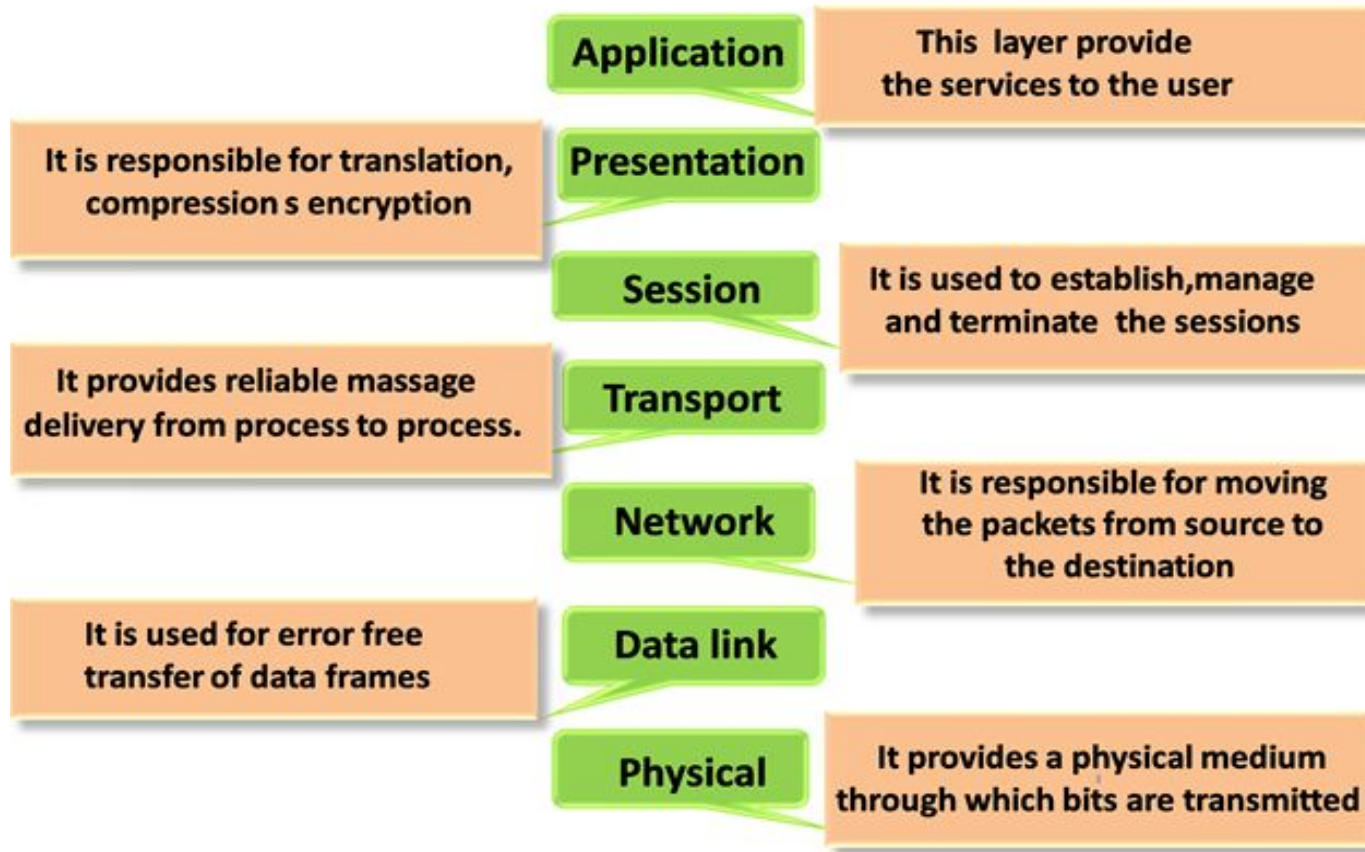 Application
This layer provide
the services to the user
Presentation
It is responsible for translation,
compression s encryption
Session
It is used to establish,manage
and terminate the sessions
Transport
It provides reliable massage
delivery from process to process.
Network
It is responsible for moving
the packets from source to
the destination
Data link
It is used for error free
transfer of data frames
Physical
It provides a physical medium
through which bits are transmitted